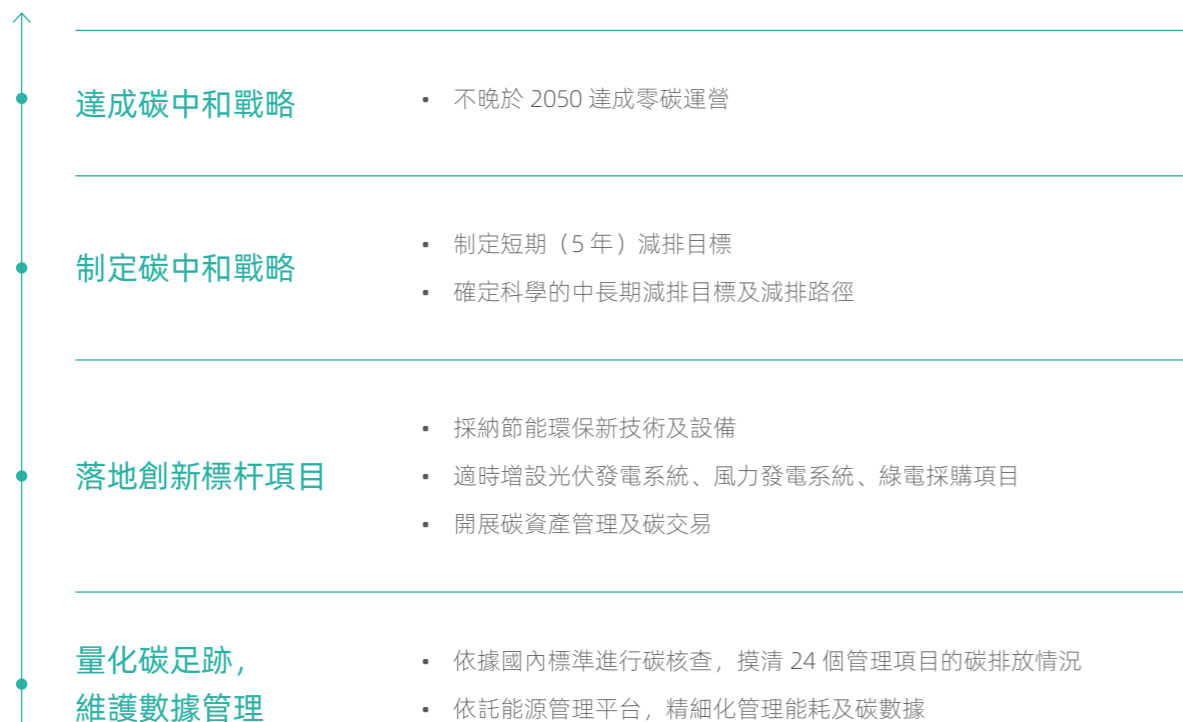 達成碳中和戰略
• 不晚於 2050 達成零碳運營
制定碳中和戰略
• 制定短期（5 年）減排目標
• 確定科學的中長期減排目標及減排路徑
落地創新標杆項目
• 採納節能環保新技術及設備
• 適時增設光伏發電系統、風力發電系統、綠電採購項目
• 開展碳資產管理及碳交易
量化碳足跡，
維護數據管理
• 依據國內標準進行碳核查，摸清 24 個管理項目的碳排放情況
• 依託能源管理平台，精細化管理能耗及碳數據